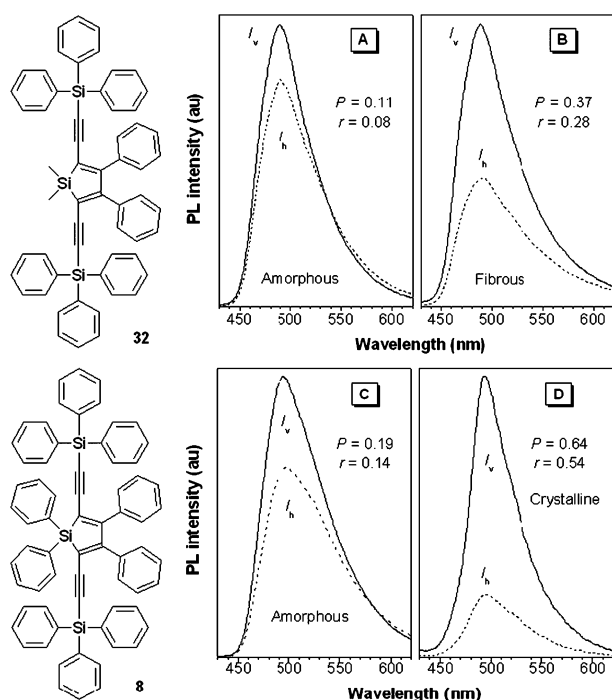 Si
Si
Si
32
PL intensity (au)
A
Iv
Ih
P = 0.11
r = 0.08
Amorphous
450 500 550 600
B
Iv
Ih
P = 0.37
r = 0.28
Fibrous
450 500 550 600
Wavelength (nm)
Si
Si
Si
8
PL intensity (au)
C
Iv
Ih
P = 0.19
r = 0.14
Amorphous
450 500 550 600
D
Iv
Ih
P = 0.64
r = 0.54
Crystalline
450 500 550 600
Wavelength (nm)